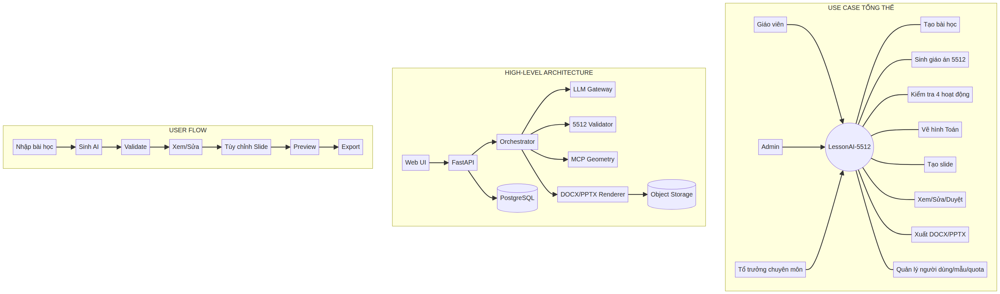 USER FLOW
Nhập bài học
Sinh AI
Validate
Xem/Sửa
Tùy chỉnh Slide
Preview
Export
HIGH-LEVEL ARCHITECTURE
Web UI
FastAPI
Orchestrator
PostgreSQL
LLM Gateway
5512 Validator
MCP Geometry
DOCX/PPTX Renderer
Object Storage
USE CASE TỔNG THỂ
Giáo viên
Admin
Tổ trưởng chuyên môn
LessonAI-5512
Tạo bài học
Sinh giáo án 5512
Kiểm tra 4 hoạt động
Vẽ hình Toán
Tạo slide
Xem/Sửa/Duyệt
Xuất DOCX/PPTX
Quản lý người dùng/mẫu/quota